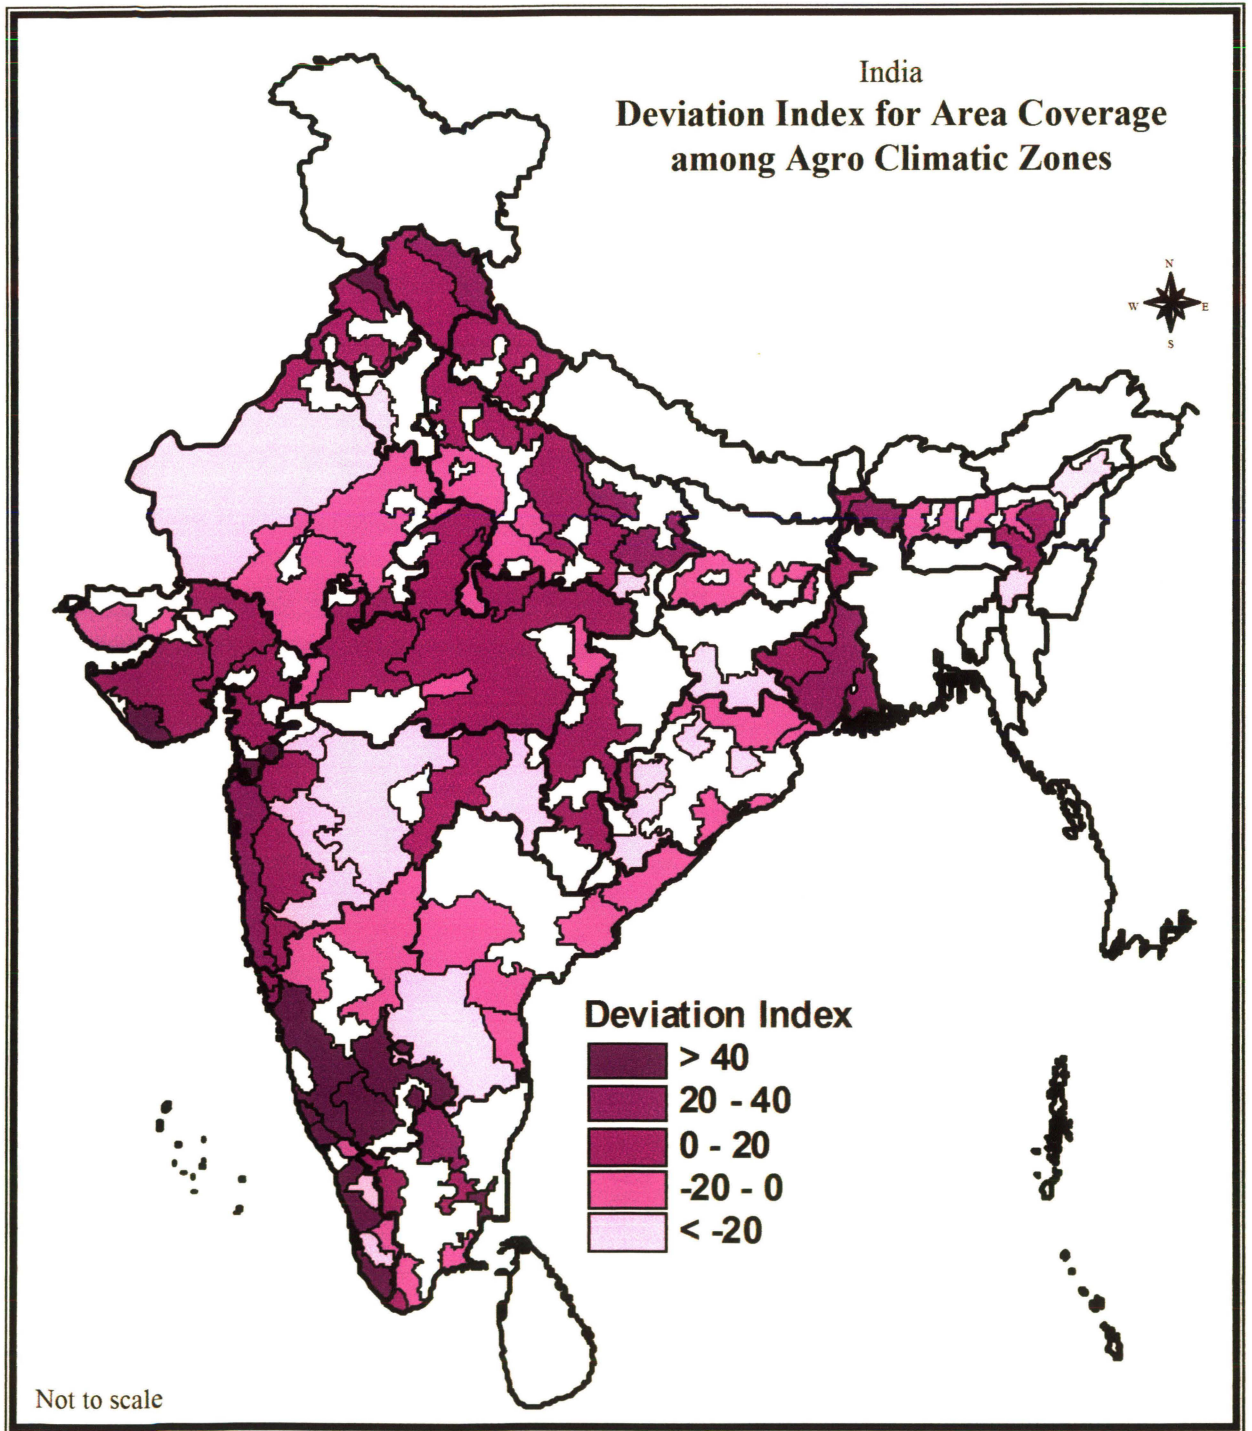 India
Deviation Index for Area Coverage
among Agro Climatic Zones
N
W
E
S
Deviation Index
> 40
20 - 40
0 - 20
-20 - 0
< -20
Not to scale